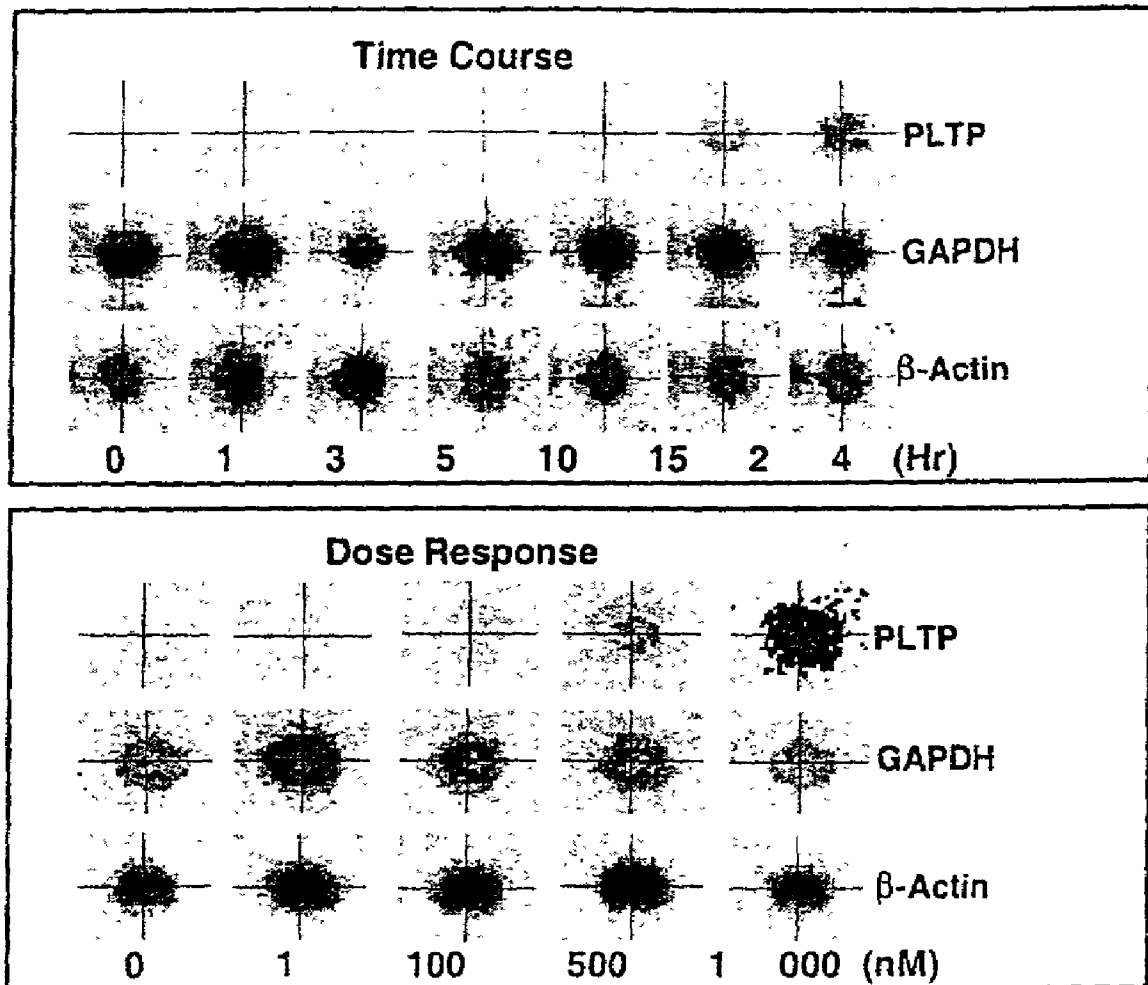 Time Course
PLTP
GAPDH
β-Actin
0 1 3 5 10 15 2 4 (Hr)
Dose Response
PLTP
GAPDH
β-Actin
0 1 100 500 1 000 (nM)